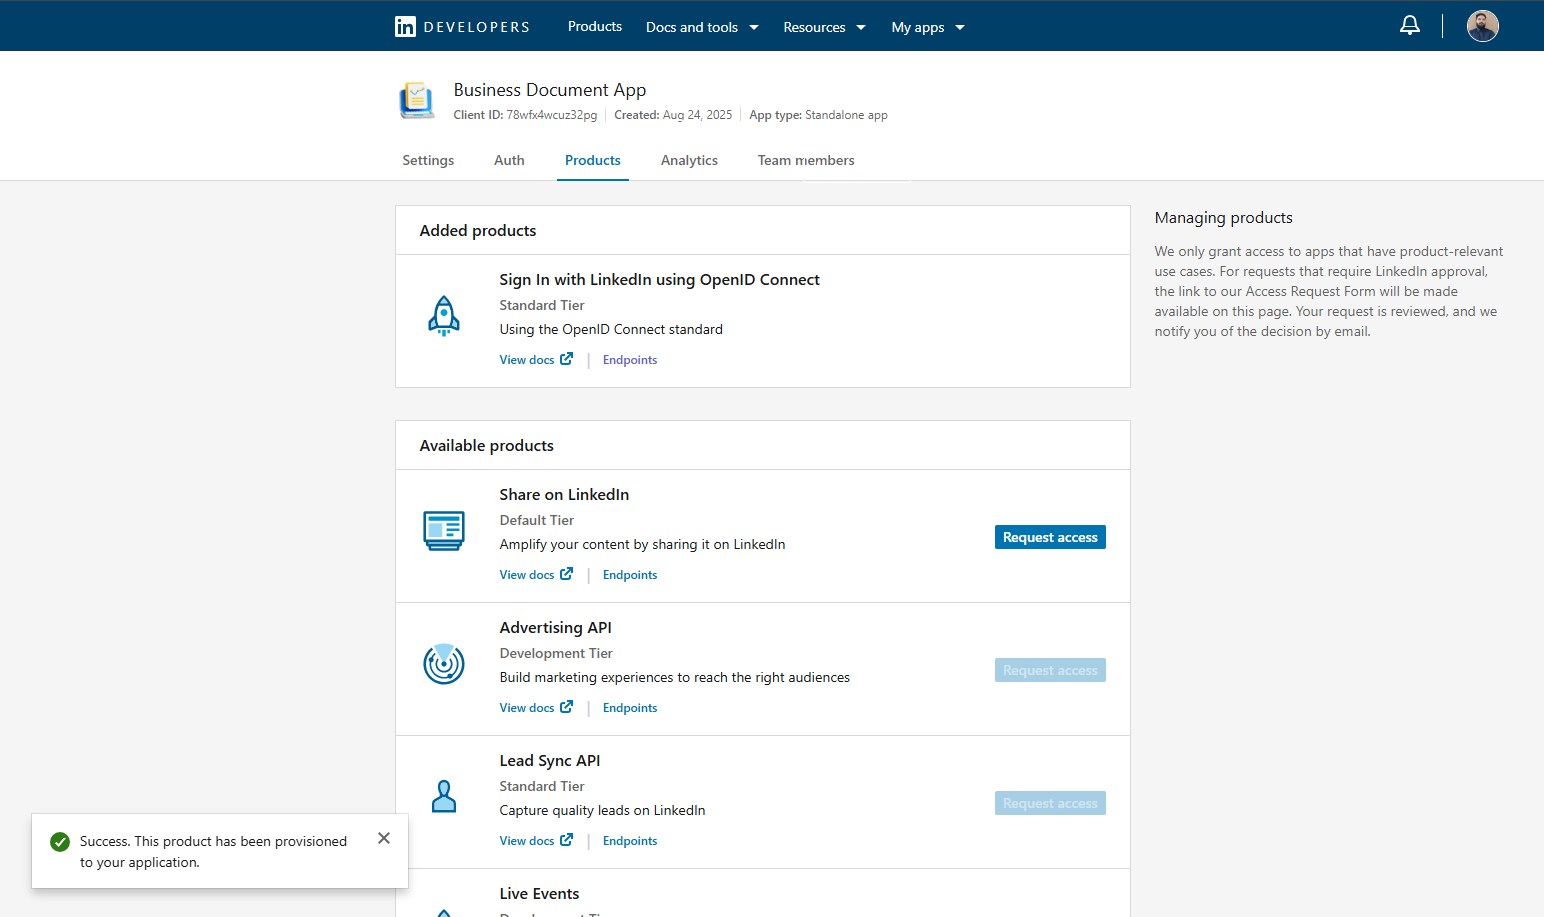 in DEVELOPERS Products Docs and tools Resources My apps
Business Document App
Client ID: 78wfx4wcuz32pg Created: Aug 24, 2025 App type: Standalone app
Settings Auth Products Analytics Team members
Added products
Sign In with LinkedIn using OpenID Connect
Standard Tier
Using the OpenID Connect standard
View docs Endpoints
Managing products
We only grant access to apps that have product-relevant
use cases. For requests that require LinkedIn approval,
the link to our Access Request Form will be made
available on this page. Your request is reviewed, and we
notify you of the decision by email.
Available products
Share on LinkedIn
Default Tier
Amplify your content by sharing it on LinkedIn
Request access
View docs Endpoints
Advertising API
Development Tier
Build marketing experiences to reach the right audiences
Request access
View docs Endpoints
Lead Sync API
Standard Tier
Capture quality leads on LinkedIn
Request access
View docs Endpoints
Live Events
Success. This product has been provisioned
to your application.